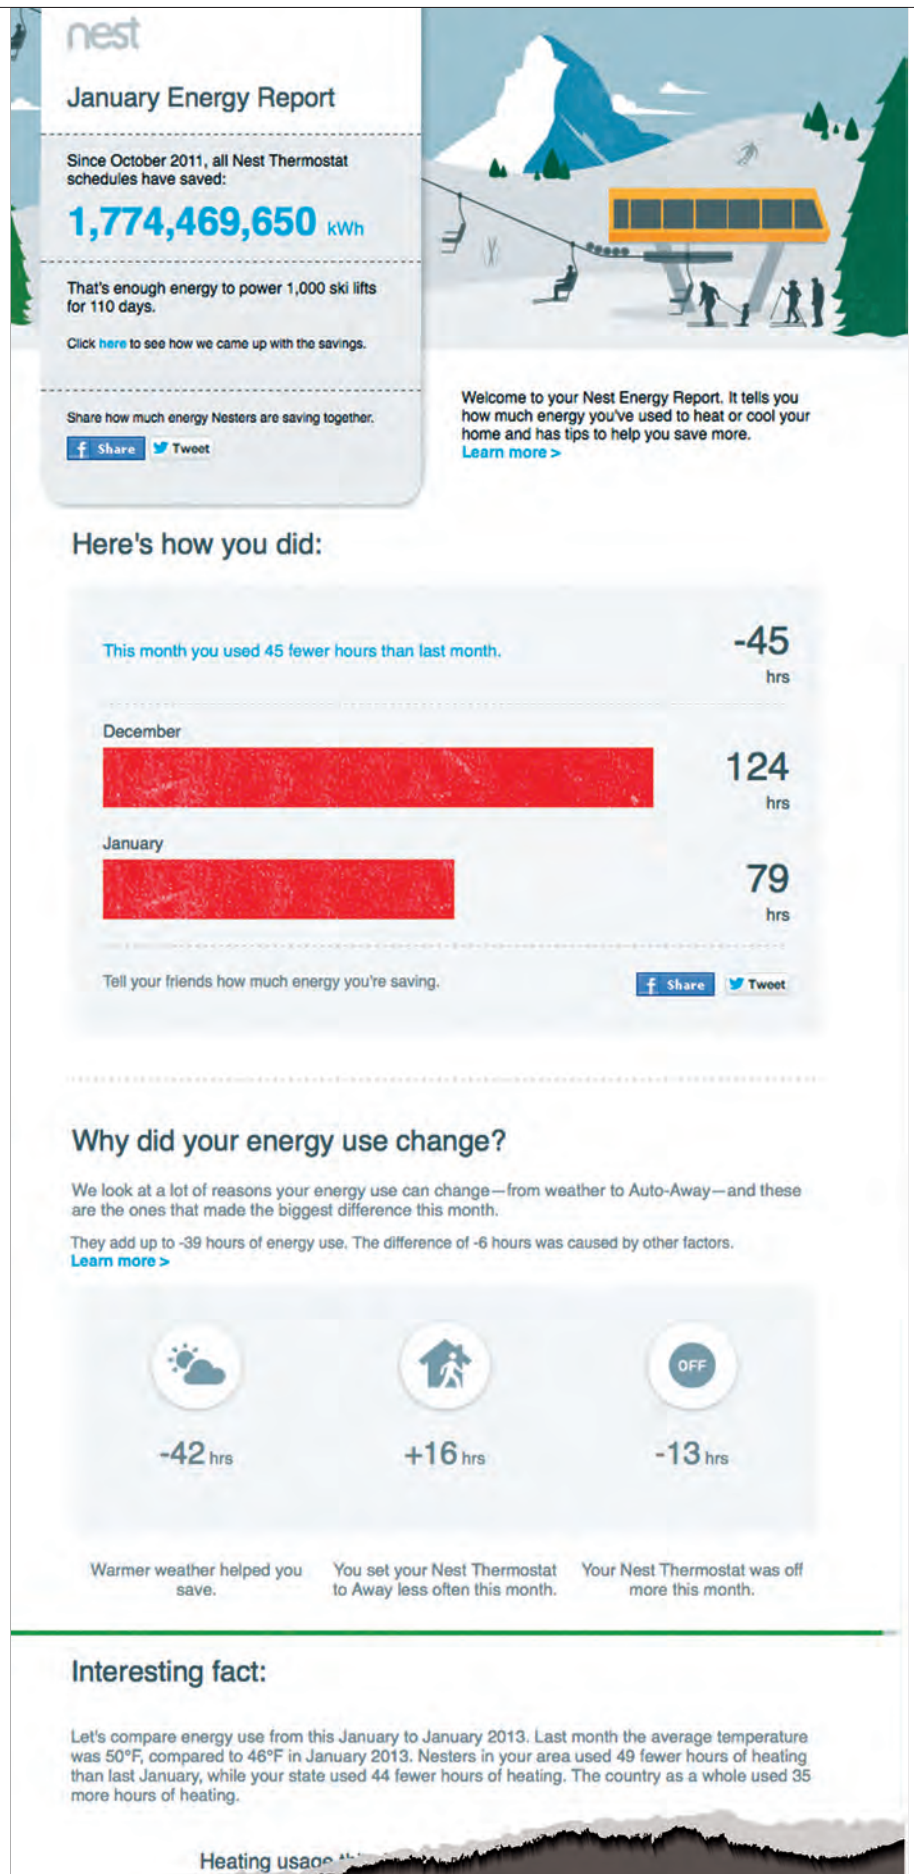 nest
January Energy Report
Since October 2011, all Nest Thermostat
schedules have saved:
1,774,469,650 kWh
That's enough energy to power 1,000 ski lifts
for 110 days.
Click here to see how we came up with the savings.
Share how much energy Nesters are saving together.
f Share Tweet
Welcome to your Nest Energy Report. It tells you
how much energy you've used to heat or cool your
home and has tips to help you save more.
Learn more >
Here's how you did:
This month you used 45 fewer hours than last month.
-45
hrs
December
124
hrs
January
79
hrs
Tell your friends how much energy you're saving.
f Share Tweet
Why did your energy use change?
We look at a lot of reasons your energy use can change—from weather to Auto-Away—and these
are the ones that made the biggest difference this month.
They add up to -39 hours of energy use. The difference of -6 hours was caused by other factors.
Learn more >
OFF
-42 hrs
+16 hrs
-13 hrs
Warmer weather helped you
save.
You set your Nest Thermostat
to Away less often this month.
Your Nest Thermostat was off
more this month.
Interesting fact:
Let's compare energy use from this January to January 2013. Last month the average temperature
was 50°F, compared to 46°F in January 2013. Nesters in your area used 49 fewer hours of heating
than last January, while your state used 44 fewer hours of heating. The country as a whole used 35
more hours of heating.
Heating usage